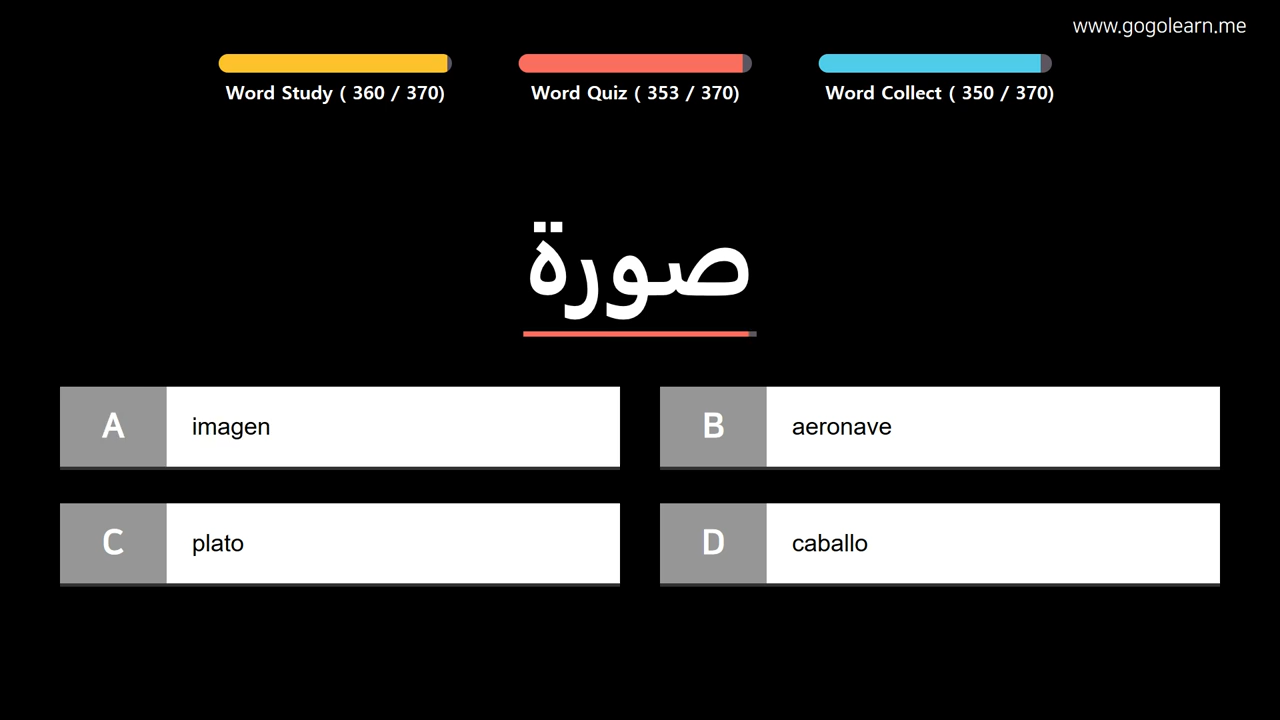 www.gogolearn.me
Word Study ( 360 / 370)
Word Quiz ( 353 / 370)
Word Collect ( 350 / 370)
صورة
A imagen
B aeronave
C plato
D caballo